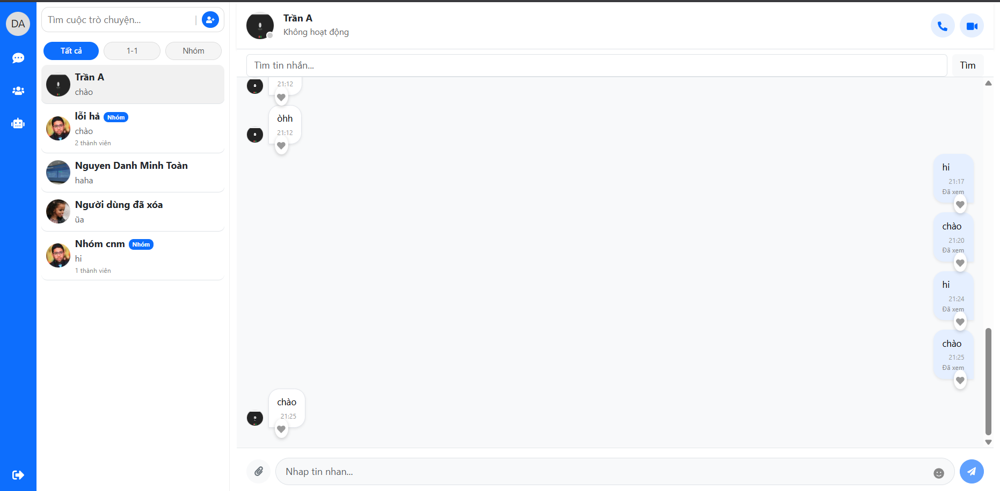 DA
Tìm cuộc trò chuyện...
Tất cả
1-1
Nhóm
Trần A
chào
lỗi hả Nhóm
chào
2 thành viên
Nguyen Danh Minh Toàn
haha
Người dùng đã xóa
ũa
Nhóm cnm Nhóm
hi
1 thành viên
Trần A
Không hoạt động
Tìm tin nhắn...
Tìm
21:12
òhh
21:12
hi
21:17
Đã xem
chào
21:20
Đã xem
hi
21:24
Đã xem
chào
21:25
Đã xem
chào
21:25
Nhap tin nhan...